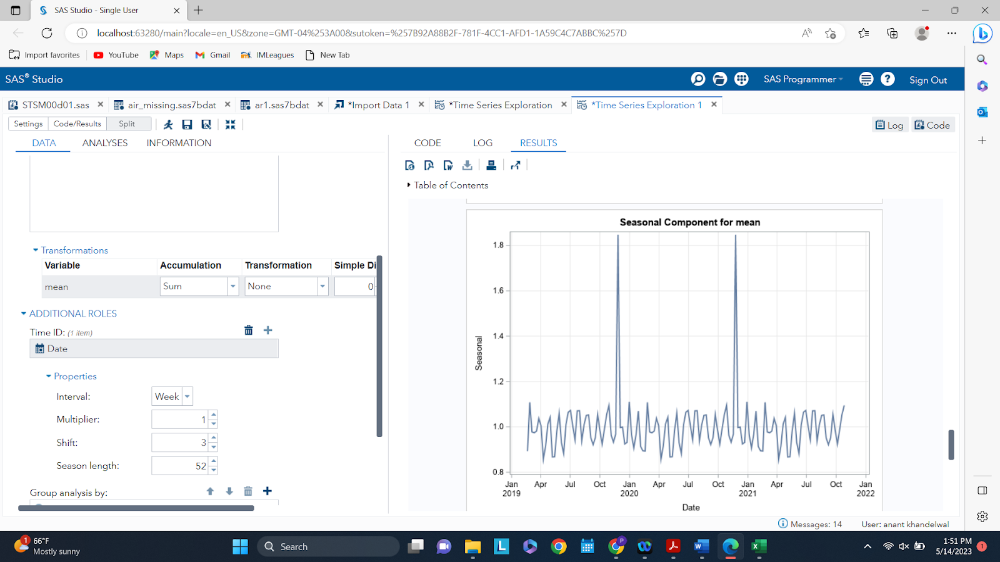 SAS Studio - Single User
localhost:63280/main?locale=en_US&zone=GMT-04%253A00&sutoken=%257B92A88B2F-781F-4CC1-AFD1-1A59C4C7ABBC%257D
Import favorites YouTube Maps Gmail IMLeagues New Tab
SAS® Studio SAS Programmer Sign Out
STSM00d01.sas air_missing.sas7bdat ar1.sas7bdat *Import Data 1 *Time Series Exploration *Time Series Exploration 1
Settings Code/Results Split Log Code
DATA ANALYSES INFORMATION CODE LOG RESULTS
Table of Contents
Transformations
Variable Accumulation Transformation Simple Di
mean Sum None 0
ADDITIONAL ROLES
Time ID: (1 item)
Date
Properties
Interval: Week
Multiplier: 1
Shift: 3
Season length: 52
Group analysis by:
Seasonal Component for mean
1.8
1.6
1.4
1.2
1.0
0.8
Seasonal
Jan Apr Jul Oct Jan Apr Jul Oct Jan Apr Jul Oct Jan
2019 2020 2021 2022
Date
Messages: 14 User: anant khandelwal
1 66°F
Mostly sunny
Search
1:51 PM
5/14/2023
1